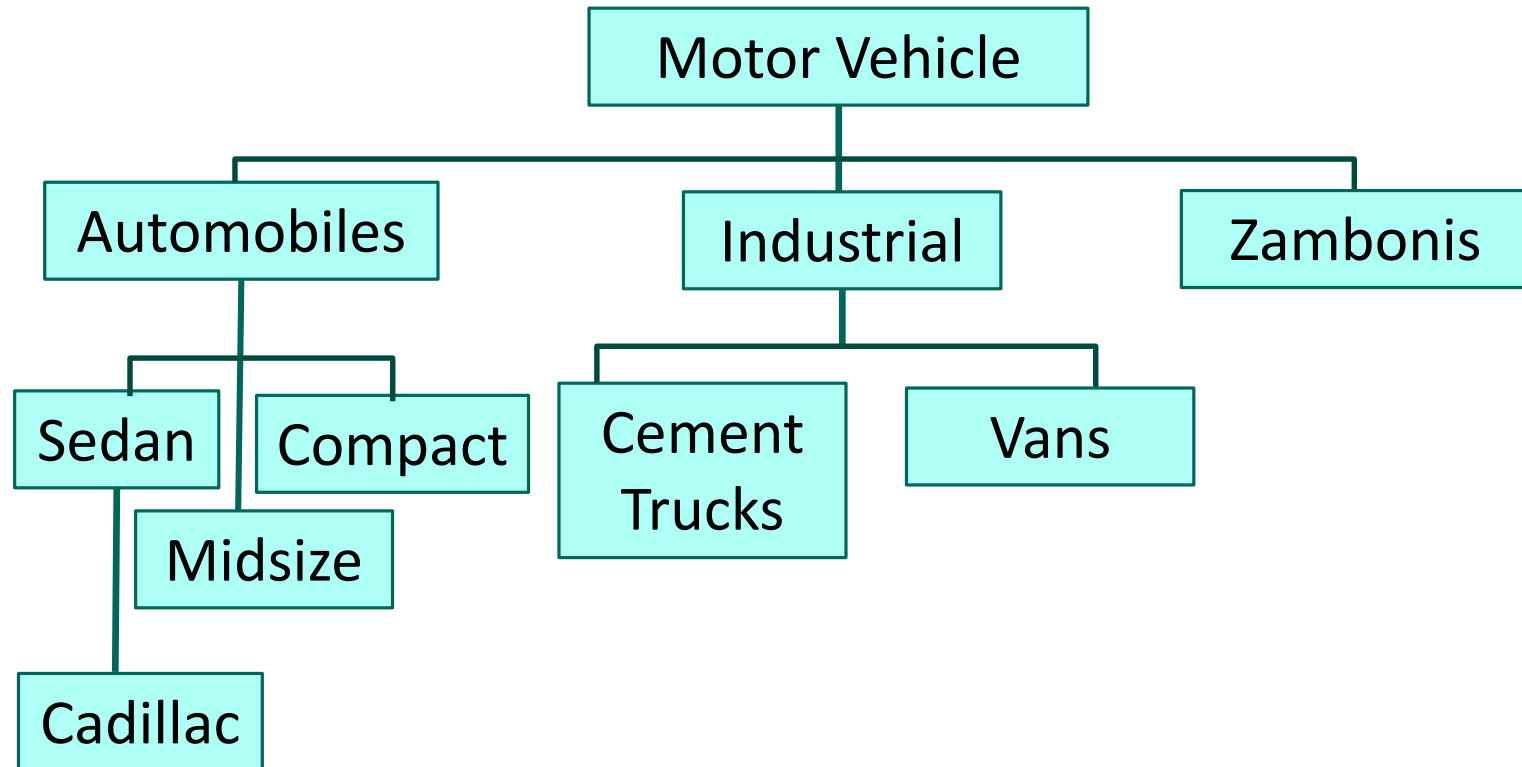 Motor Vehicle
Automobiles
Industrial
Zambonis
Sedan
Compact
Midsize
Cadillac
Cement
Trucks
Vans